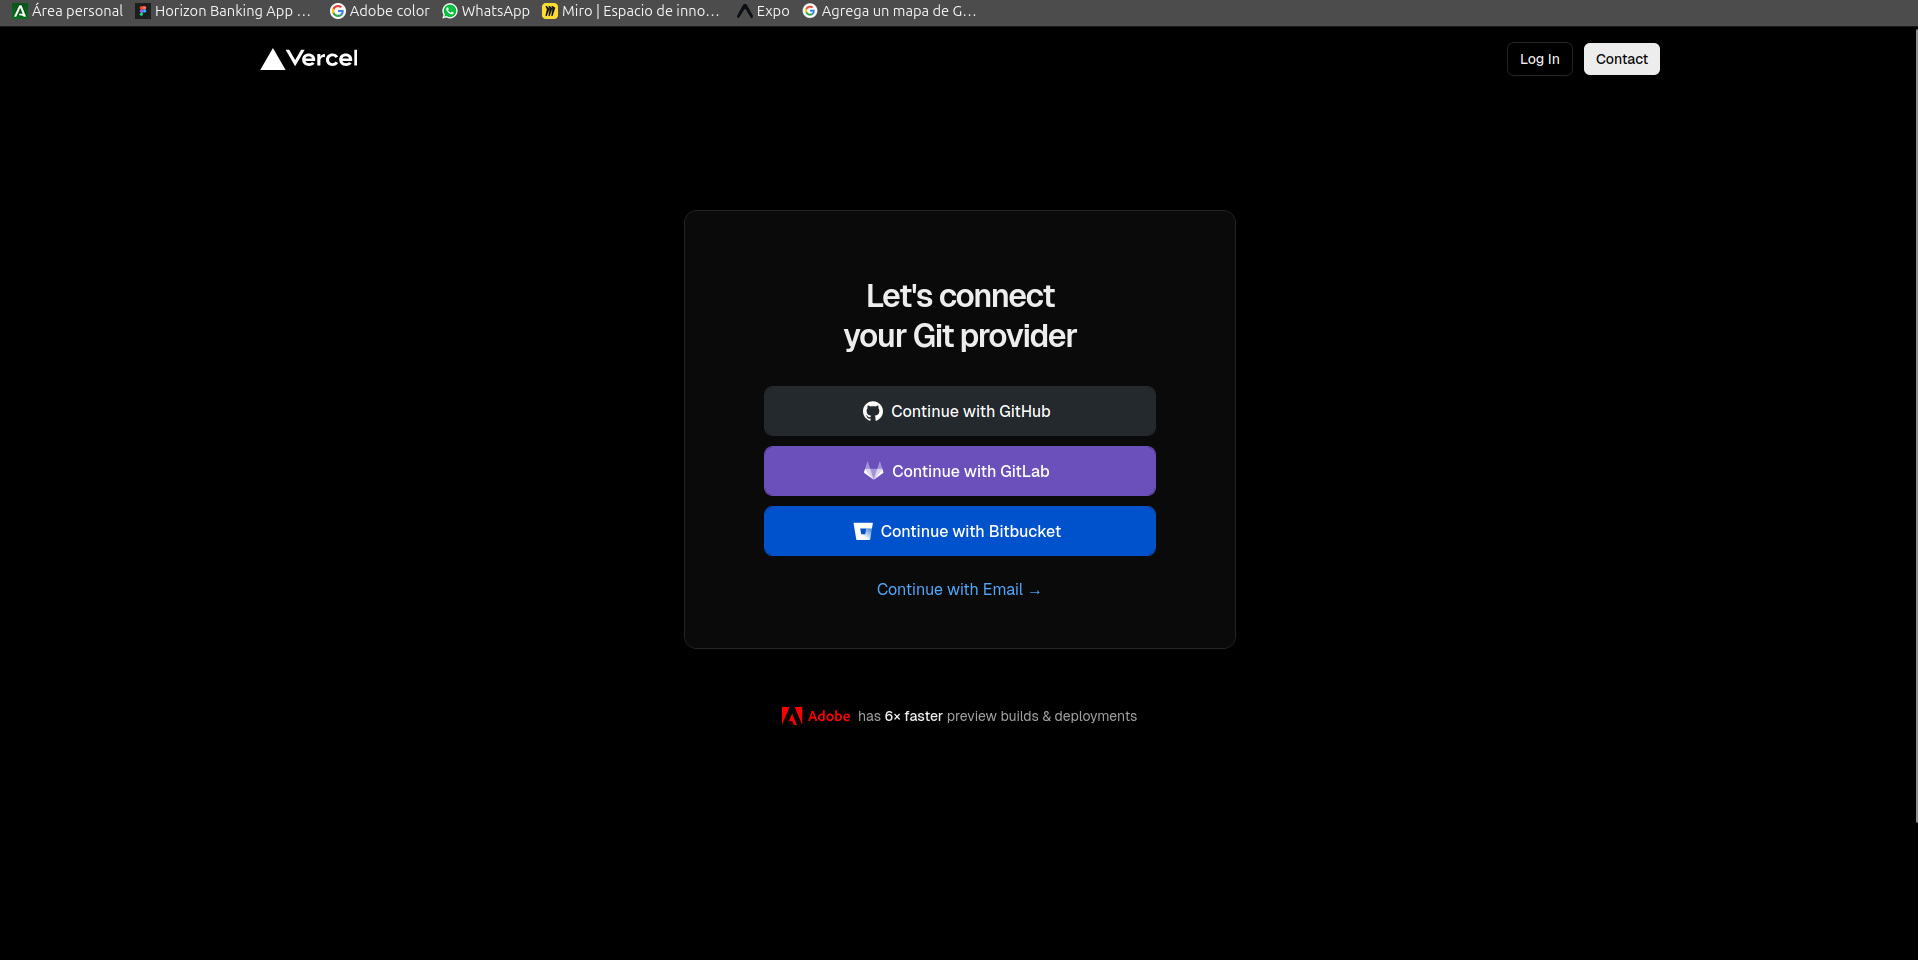 Área personal Horizon Banking App ... Adobe color WhatsApp Miro | Espacio de inno... Expo Agrega un mapa de G...
Vercel Log In Contact
Let's connect
your Git provider
Continue with GitHub
Continue with GitLab
Continue with Bitbucket
Continue with Email →
Adobe has 6× faster preview builds & deployments